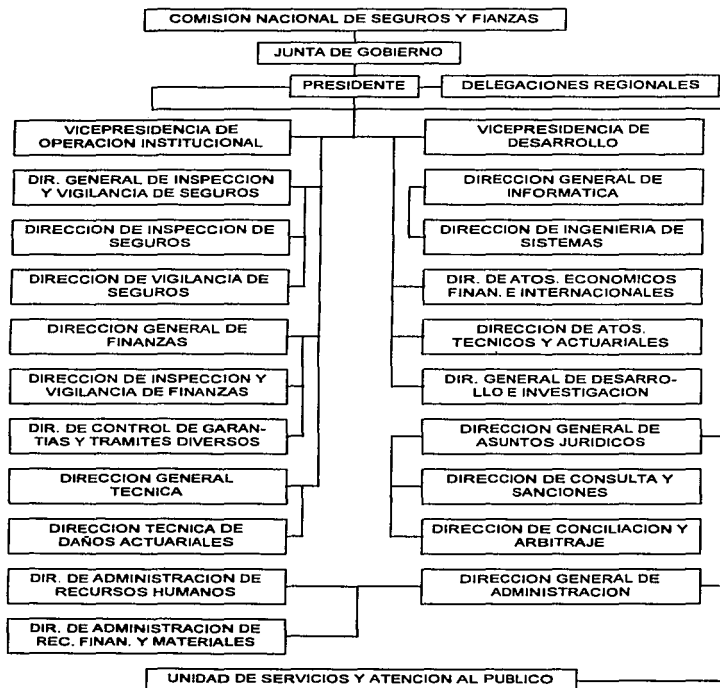 COMISION NACIONAL DE SEGUROS Y FIANZAS
JUNTA DE GOBIERNO
PRESIDENTE
DELEGACIONES REGIONALES
VICEPRESIDENCIA DE
OPERACION INSTITUCIONAL
VICEPRESIDENCIA DE
DESARROLLO
DIR. GENERAL DE INSPECCION
Y VIGILANCIA DE SEGUROS
DIRECCION GENERAL DE
INFORMATICA
DIRECCION DE INSPECCION DE
SEGUROS
DIRECCION DE INGENIERIA DE
SISTEMAS
DIRECCION DE VIGILANCIA DE
SEGUROS
DIR. DE ATOS. ECONOMICOS
FINAN. E INTERNACIONALES
DIRECCION GENERAL DE
FINANZAS
DIRECCION DE ATOS.
TECNICOS Y ACTUARIALES
DIRECCION DE INSPECCION Y
VIGILANCIA DE FINANZAS
DIR. GENERAL DE DESARRO-
LLO E INVESTIGACION
DIR. DE CONTROL DE GARAN-
TIAS Y TRAMITES DIVERSOS
DIRECCION GENERAL DE
ASUNTOS JURIDICOS
DIRECCION GENERAL
TECNICA
DIRECCION DE CONSULTA Y
SANCIONES
DIRECCION TECNICA DE
DAÑOS ACTUARIALES
DIRECCION DE CONCILIACION Y
ARBITRAJE
DIR. DE ADMINISTRACION DE
RECURSOS HUMANOS
DIRECCION GENERAL DE
ADMINISTRACION
DIR. DE ADMINISTRACION DE
REC. FINAN. Y MATERIALES
UNIDAD DE SERVICIOS Y ATENCION AL PUBLICO